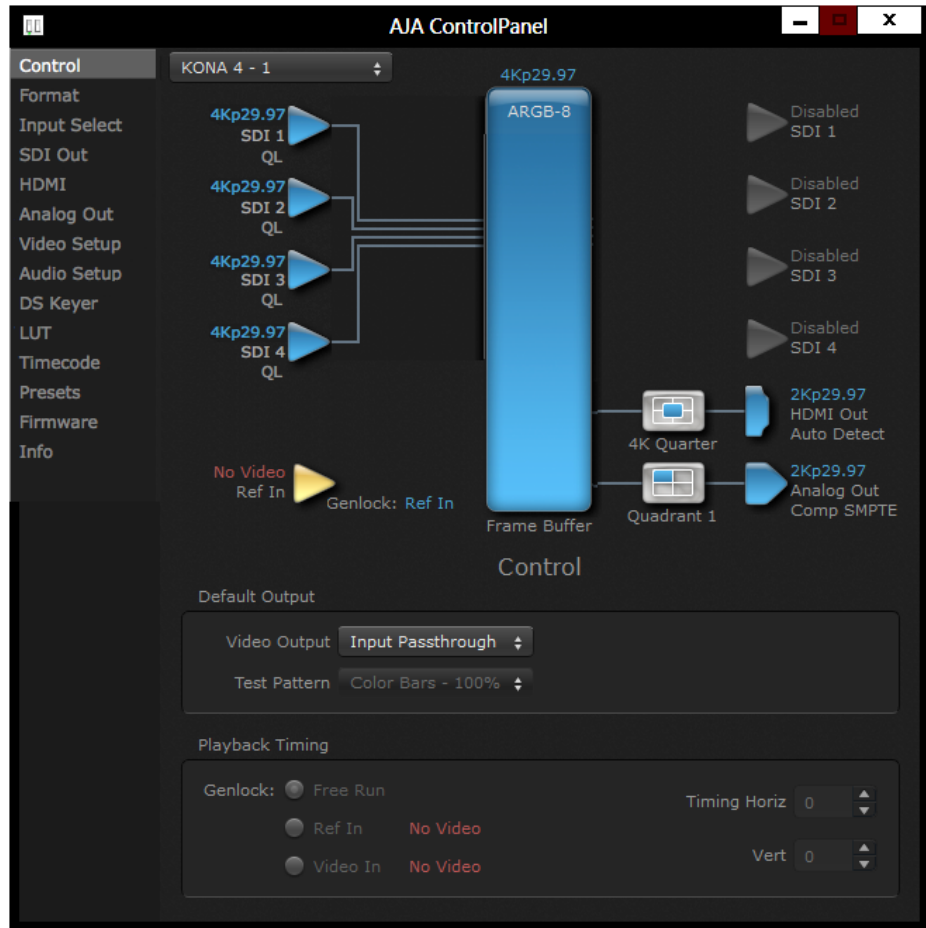 AJA ControlPanel
X
Control
Format
Input Select
SDI Out
HDMI
Analog Out
Video Setup
Audio Setup
DS Keyer
LUT
Timecode
Presets
Firmware
Info
KONA 4 - 1
4Kp29.97
SDI 1
QL
4Kp29.97
SDI 2
QL
4Kp29.97
SDI 3
QL
4Kp29.97
SDI 4
QL
No Video
Ref In
Genlock: Ref In
4Kp29.97
ARGB-8
Frame Buffer
Disabled
SDI 1
Disabled
SDI 2
Disabled
SDI 3
Disabled
SDI 4
4K Quarter
2Kp29.97
HDMI Out
Auto Detect
Quadrant 1
2Kp29.97
Analog Out
Comp SMPTE
Control
Default Output
Video Output Input Passthrough
Test Pattern Color Bars - 100%
Playback Timing
Genlock: Free Run
Ref In No Video
Video In No Video
Timing Horiz 0
Vert 0